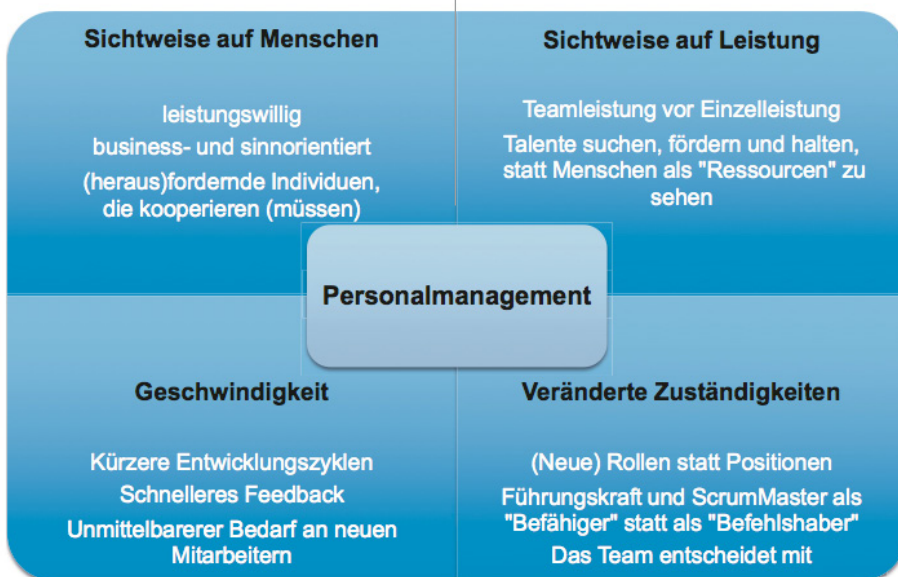 Sichtweise auf Menschen
leistungswillig
business- und sinnorientiert
(heraus)fordernde Individuen,
die kooperieren (müssen)
Sichtweise auf Leistung
Teamleistung vor Einzelleistung
Talente suchen, fördern und halten,
statt Menschen als "Ressourcen" zu
sehen
Personalmanagement
Geschwindigkeit
Kürzere Entwicklungszyklen
Schnelleres Feedback
Unmittelbarerer Bedarf an neuen
Mitarbeitern
Veränderte Zuständigkeiten
(Neue) Rollen statt Positionen
Führungskraft und ScrumMaster als
"Befähiger" statt als "Befehlshaber"
Das Team entscheidet mit